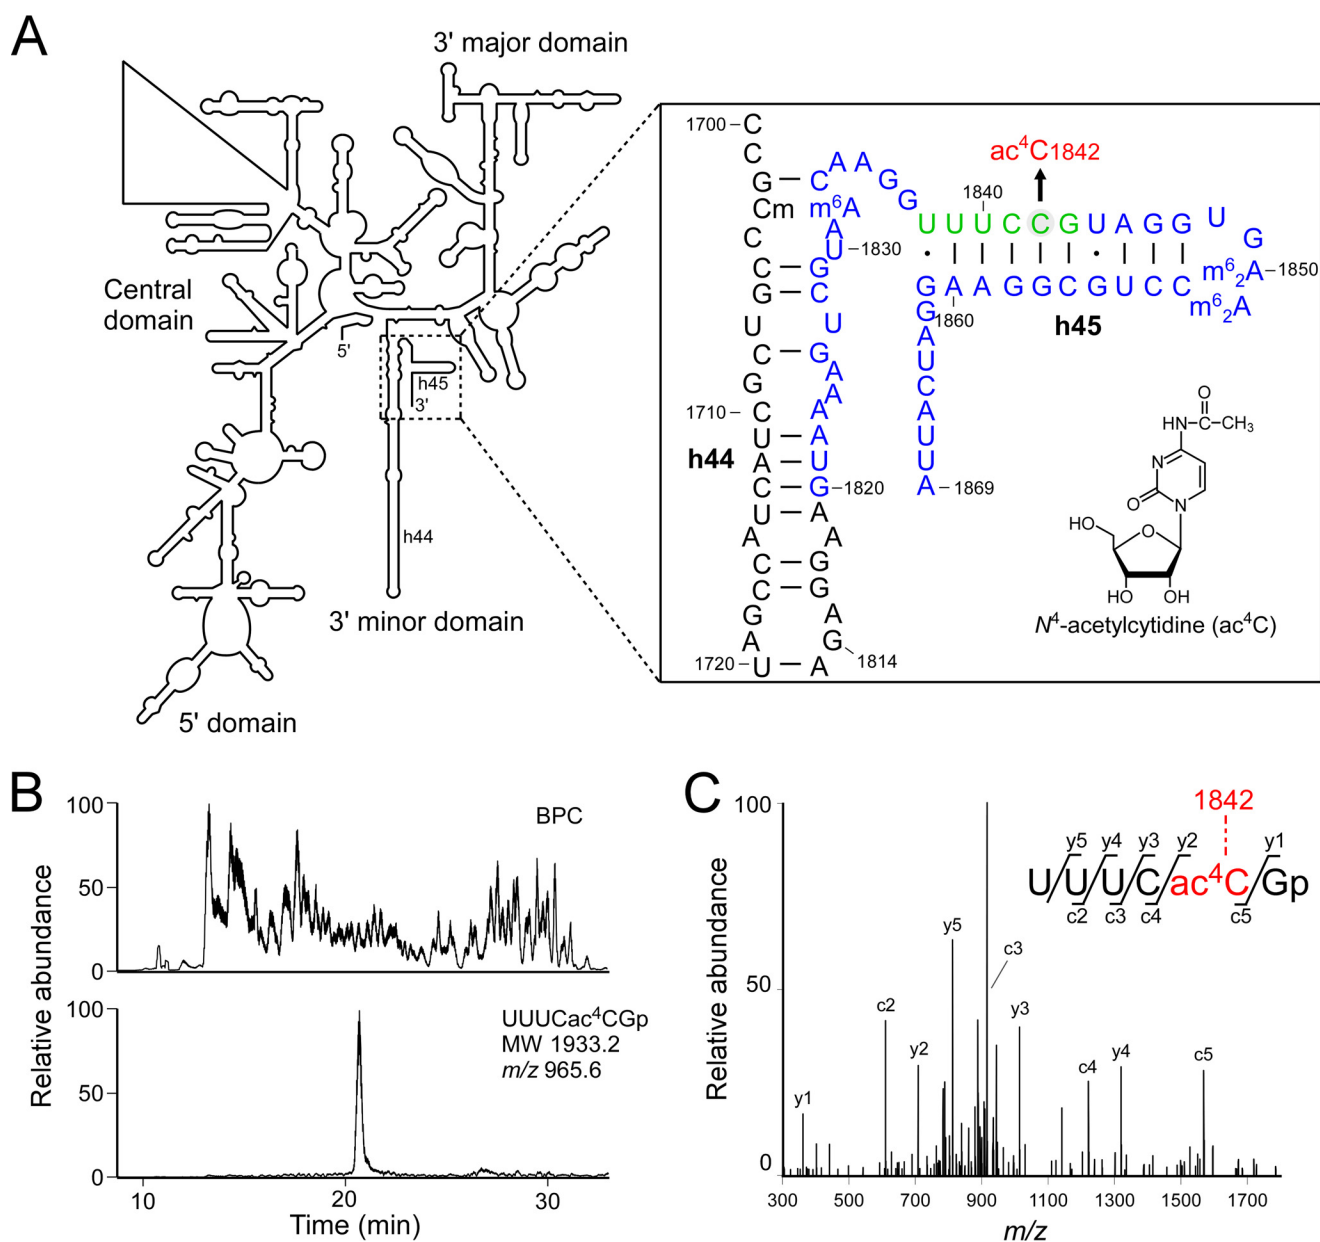 A
3' major domain
Central
domain
5'
h45
3'
h44
3' minor domain
5' domain
1700
C
C
G
Cm
C
C
G
U
C
G
1710
C
U
A
C
U
A
C
C
G
A
1720
U
h44
C A A G G
m⁶A
A
U
1830
G
C
U
G
A
A
A
A
U
G
1820
A
A
G
G
A
G
1814
A
ac⁴C1842
1840
U U U C C G U A G G U G
m⁶₂A
1850
m⁶₂A
G A A G G C G U C C
1860
h45
G
A
U
C
A
U
U
A
1869
O
HN C CH₃
N
O N
HO O
HO OH
N⁴-acetylcytidine (ac⁴C)
B
Relative abundance
100
50
0
BPC
100
50
0
UUUCac⁴CGp
MW 1933.2
m/z 965.6
10 20 30
Time (min)
C
Relative abundance
100
50
0
1842
y5 y4 y3 y2 y1
UUUCac⁴CGp
c2 c3 c4 c5
y1
c2
y2
y5
c3
y3
c4
y4
c5
300 500 700 900 1100 1300 1500 1700
m/z